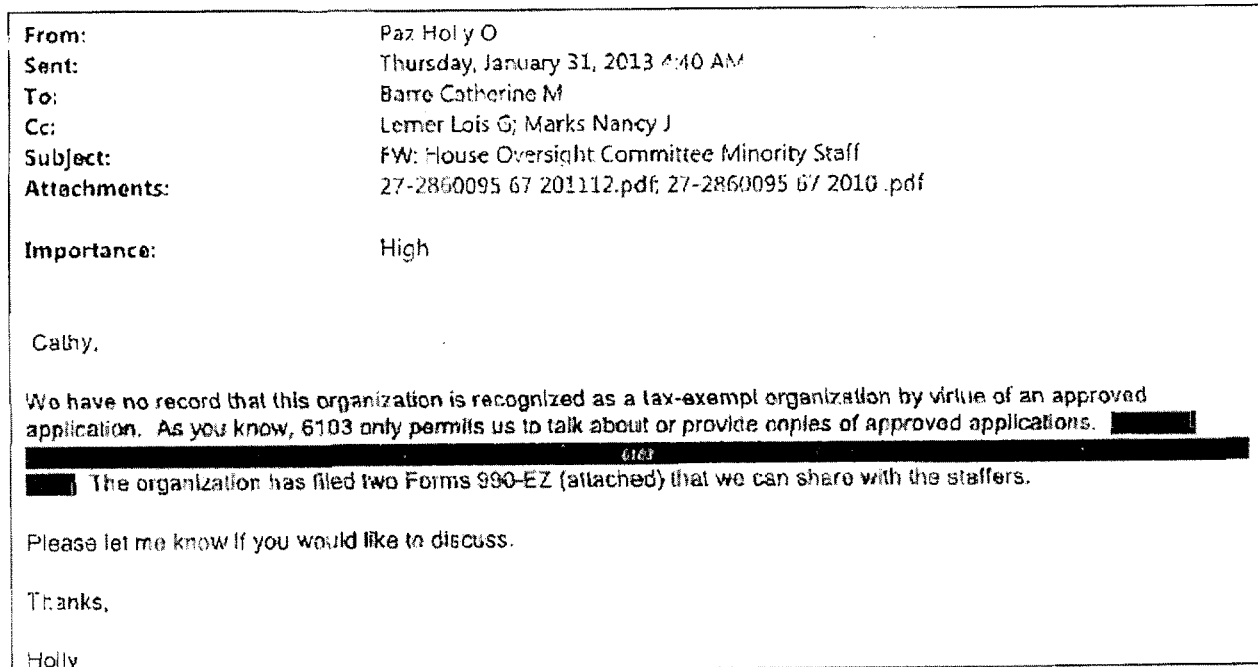 From: Paz Holly O
Sent: Thursday, January 31, 2013 4:40 AM
To: Barre Catherine M
Cc: Lerner Lois G; Marks Nancy J
Subject: FW: House Oversight Committee Minority Staff
Attachments: 27-2860095 67 201112.pdf; 27-2860095 67 2010 .pdf
Importance: High
Cathy,
We have no record that this organization is recognized as a tax-exempt organization by virtue of an approved
application. As you know, 6103 only permits us to talk about or provide copies of approved applications.
6103
The organization has filed two Forms 990-EZ (attached) that we can share with the staffers.
Please let me know if you would like to discuss.
Thanks,
Holly